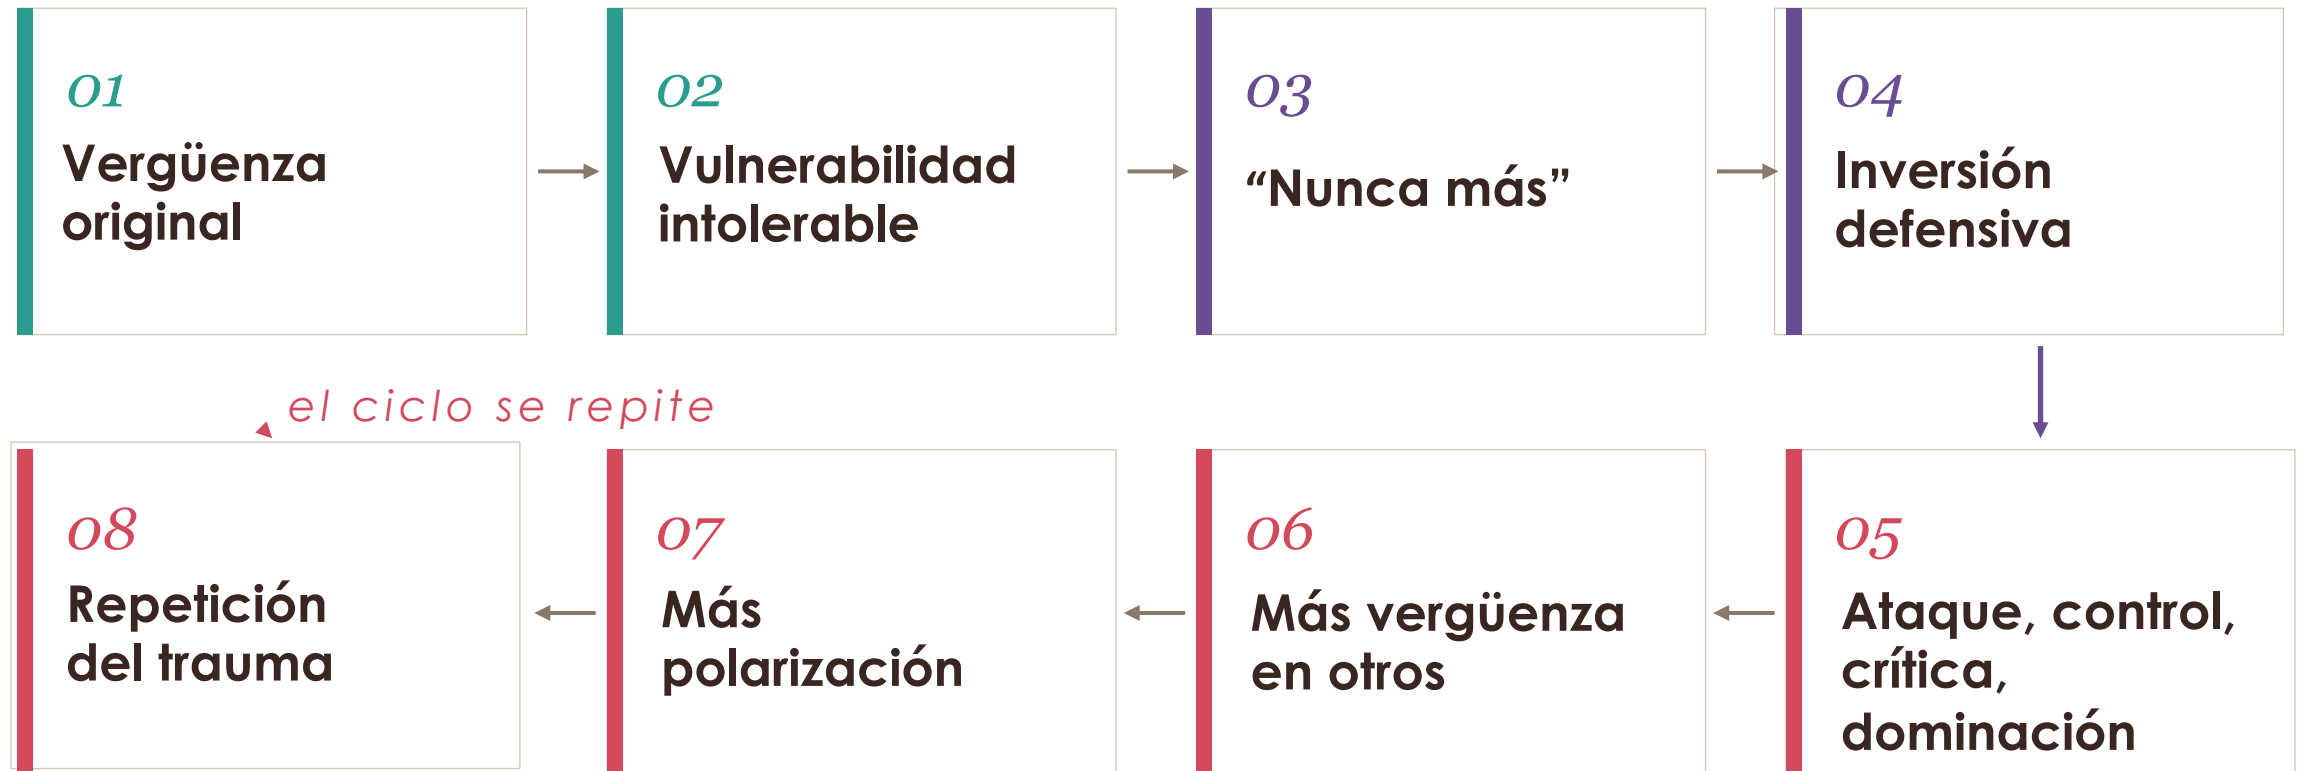 01
Vergüenza
original
02
Vulnerabilidad
intolerable
03
“Nunca más”
04
Inversión
defensiva
el ciclo se repite
08
Repetición
del trauma
07
Más
polarización
06
Más vergüenza
en otros
05
Ataque, control,
crítica,
dominación